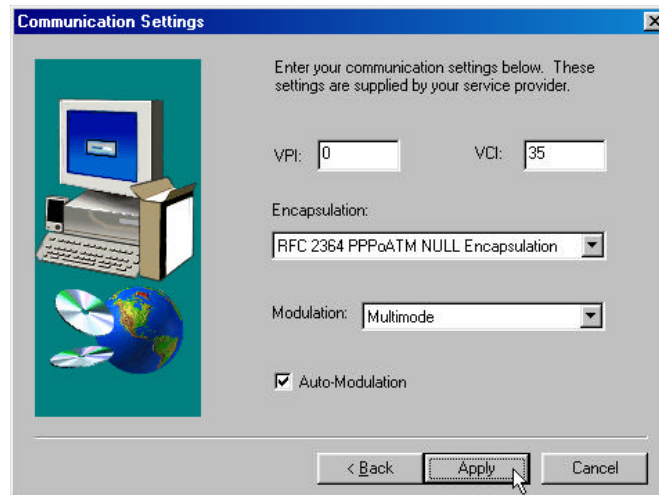 Communication Settings
Enter your communication settings below. These
settings are supplied by your service provider.
VPI: 0 VCI: 35
Encapsulation:
RFC 2364 PPPoATM NULL Encapsulation
Modulation: Multimode
Auto-Modulation
< Back Apply Cancel